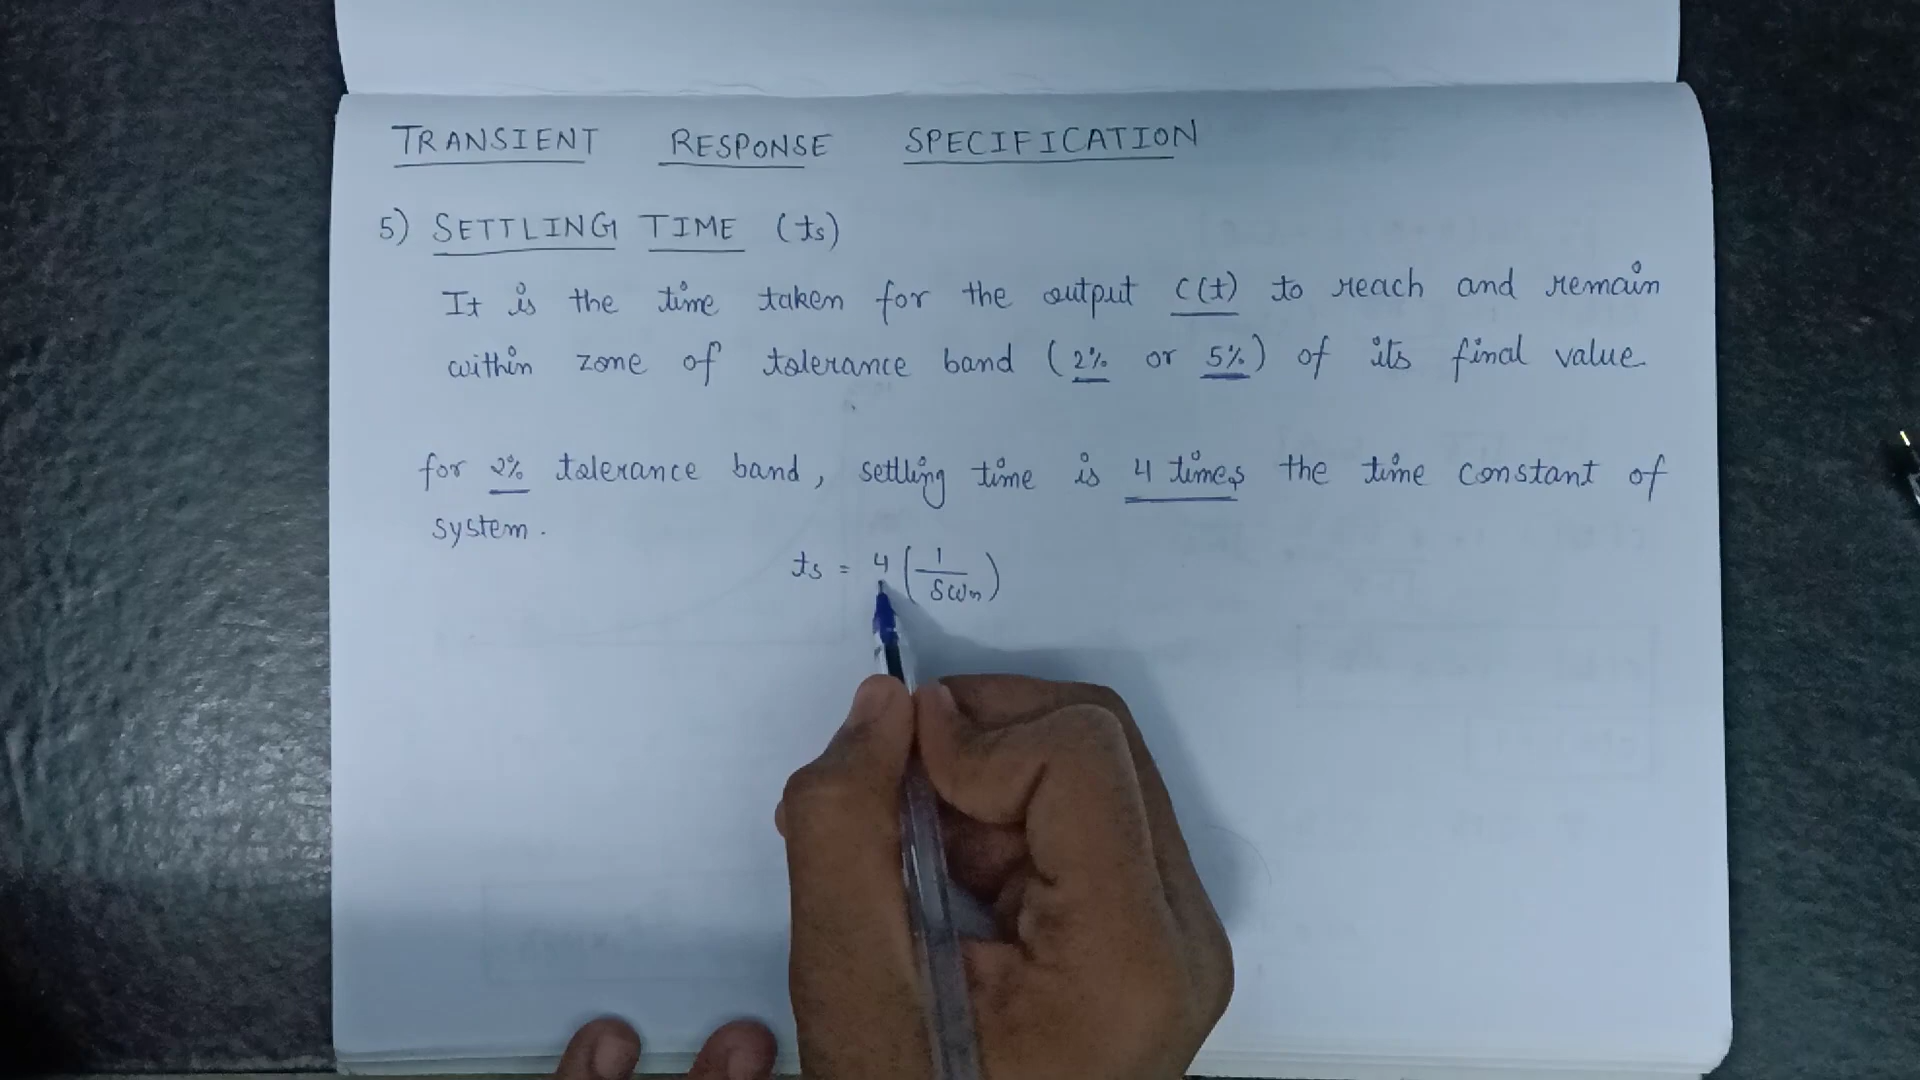 TRANSIENT RESPONSE SPECIFICATION
5) SETTLING TIME (ts)
It is the time taken for the output c(t) to reach and remain
within zone of tolerance band (2% or 5%) of its final value
for 2% tolerance band, settling time is 4 times the time constant of
system.
ts = 4 (1/δωn)